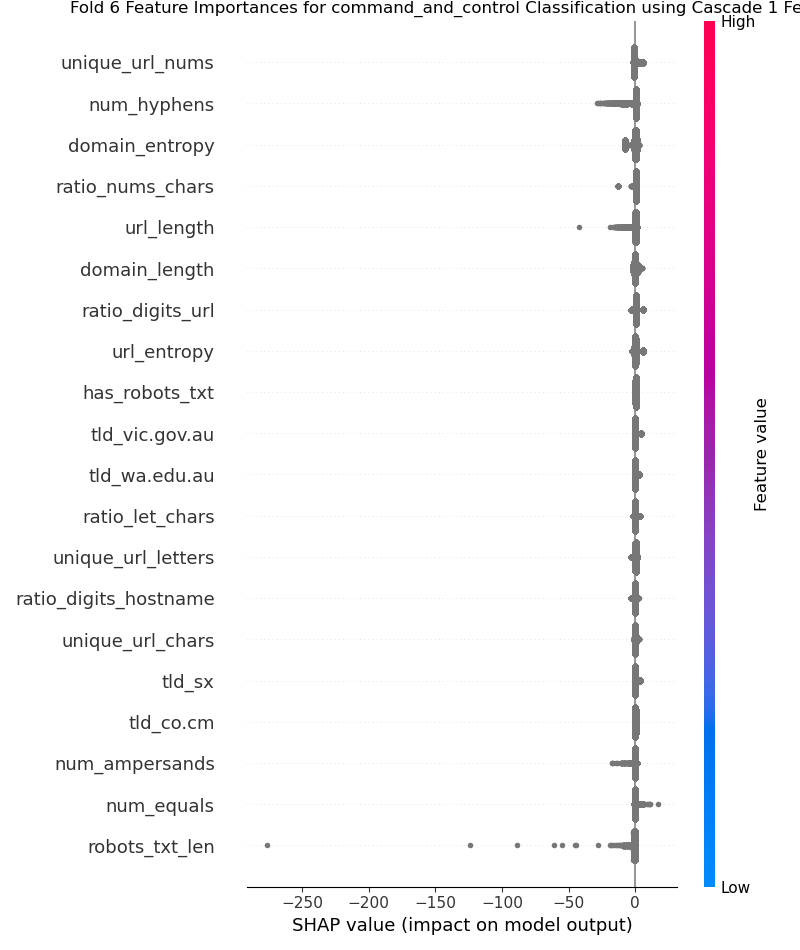 Fold 6 Feature Importances for command_and_control Classification using Cascade 1 Fe
High
unique_url_nums
num_hyphens
domain_entropy
ratio_nums_chars
url_length
domain_length
ratio_digits_url
url_entropy
has_robots_txt
tld_vic.gov.au
tld_wa.edu.au
ratio_let_chars
unique_url_letters
ratio_digits_hostname
unique_url_chars
tld_sx
tld_co.cm
num_ampersands
num_equals
robots_txt_len
Feature value
Low
−250 −200 −150 −100 −50 0
SHAP value (impact on model output)